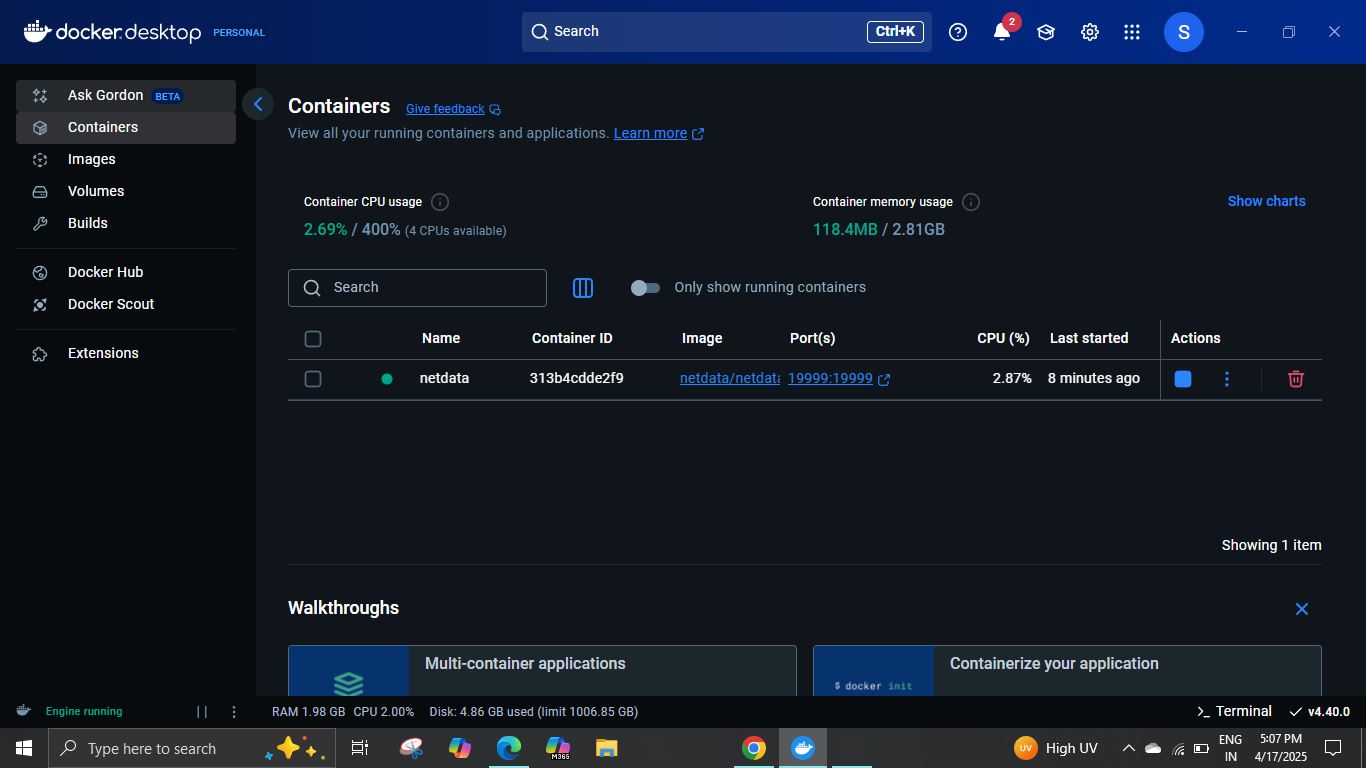 docker.desktop PERSONAL
Search Ctrl+K
2
S
Ask Gordon BETA
Containers
Images
Volumes
Builds
Docker Hub
Docker Scout
Extensions
Containers Give feedback
View all your running containers and applications. Learn more
Container CPU usage
2.69% / 400% (4 CPUs available)
Container memory usage
118.4MB / 2.81GB
Show charts
Search
Only show running containers
Name Container ID Image Port(s) CPU (%) Last started Actions
netdata 313b4cdde2f9 netdata/netdata 19999:19999 2.87% 8 minutes ago
Showing 1 item
Walkthroughs
Multi-container applications
$ docker init
Containerize your application
Engine running
RAM 1.98 GB CPU 2.00% Disk: 4.86 GB used (limit 1006.85 GB)
>_ Terminal v4.40.0
Type here to search
M365
UV High UV
ENG
IN
5:07 PM
4/17/2025